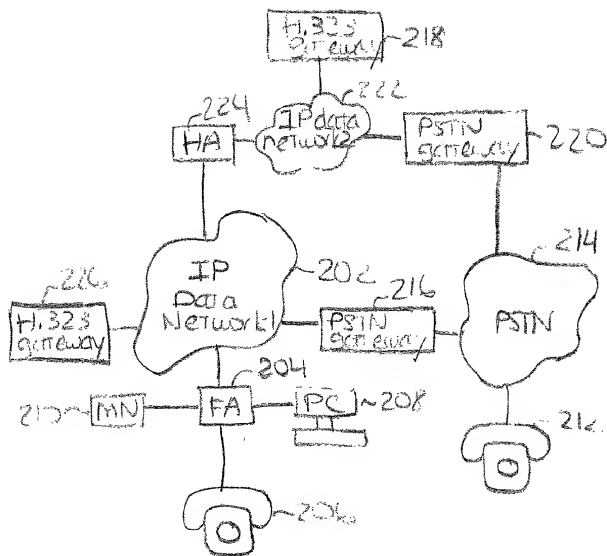 H.323
gateway
218
222
224
IP data
network2
HA
PSTN
gateway
220
214
IP
Data
Network1
202
226
216
H.323
gateway
PSTN
gateway
PSTN
204
210
MN
FA
PC
208
212
206